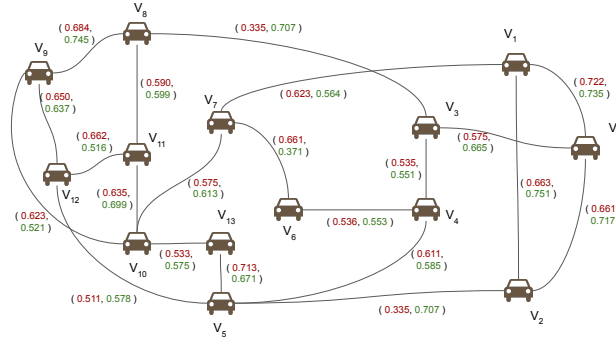 V8
( 0.684,
0.745 )
( 0.335, 0.707 )
V9
V1
( 0.590,
0.599 )
( 0.650,
0.637 )
V7
( 0.623, 0.564 )
( 0.722,
0.735 )
V3
V
( 0.662,
0.516 )
V11
( 0.661,
0.371 )
( 0.575,
0.665 )
( 0.535,
0.551 )
V12
( 0.635,
0.699 )
( 0.575,
0.613 )
( 0.663,
0.751 )
( 0.623,
0.521 )
V13
V6
( 0.536, 0.553 )
V4
( 0.661,
0.717
V10
( 0.533,
0.575 )
( 0.713,
0.671 )
( 0.611,
0.585 )
( 0.511, 0.578 )
V5
( 0.335, 0.707 )
V2